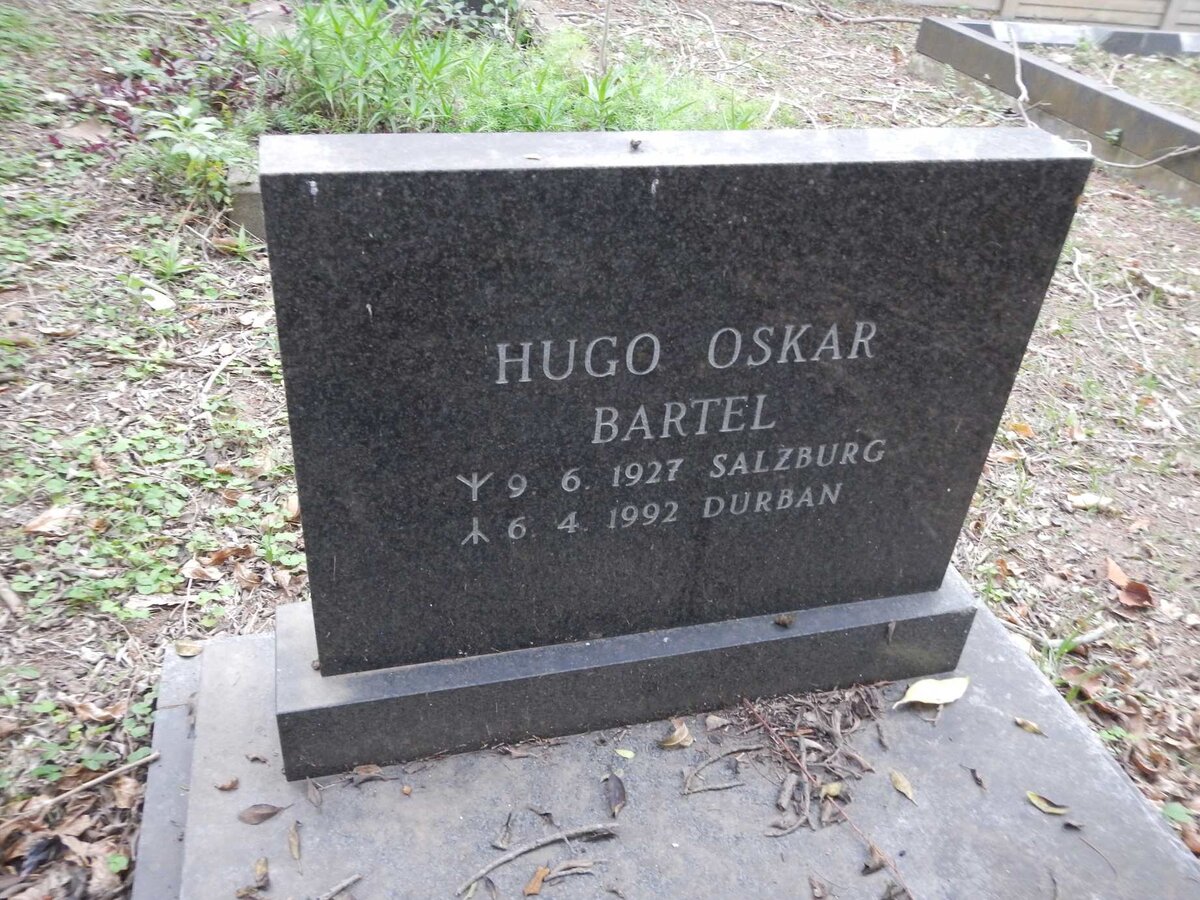 HUGO OSKAR
BARTEL
ᛉ 9. 6. 1927 SALZBURG
ᛦ 6. 4. 1992 DURBAN